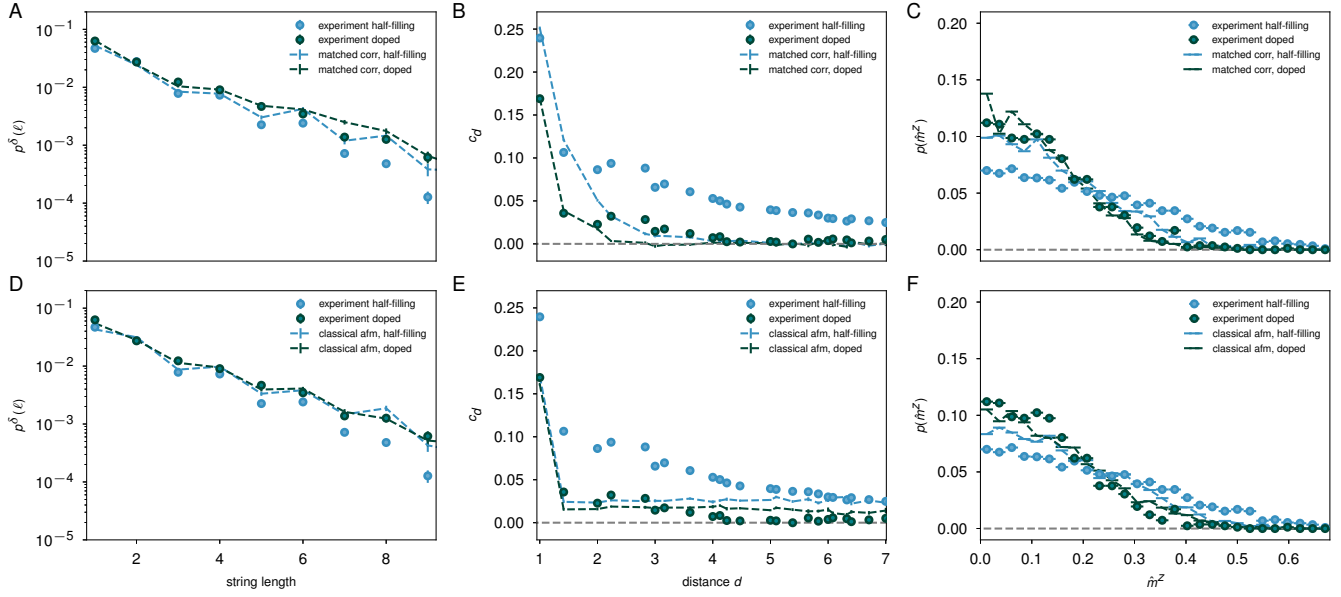 A
10⁻¹
10⁻²
10⁻³
10⁻⁴
10⁻⁵
p^δ(ℓ)
experiment half-filling
experiment doped
matched corr, half-filling
matched corr, doped
B
0.25
0.20
0.15
0.10
0.05
0.00
c_d
experiment half-filling
experiment doped
matched corr, half-filling
matched corr, doped
C
0.20
0.15
0.10
0.05
0.00
p(m̂^z)
experiment half-filling
experiment doped
matched corr, half-filling
matched corr, doped
D
10⁻¹
10⁻²
10⁻³
10⁻⁴
10⁻⁵
p^δ(ℓ)
experiment half-filling
experiment doped
classical afm, half-filling
classical afm, doped
2 4 6 8
string length
E
0.25
0.20
0.15
0.10
0.05
0.00
c_d
experiment half-filling
experiment doped
classical afm, half-filling
classical afm, doped
1 2 3 4 5 6 7
distance d
F
0.20
0.15
0.10
0.05
0.00
p(m̂^z)
experiment half-filling
experiment doped
classical afm, half-filling
classical afm, doped
0.0 0.1 0.2 0.3 0.4 0.5 0.6
m̂^z